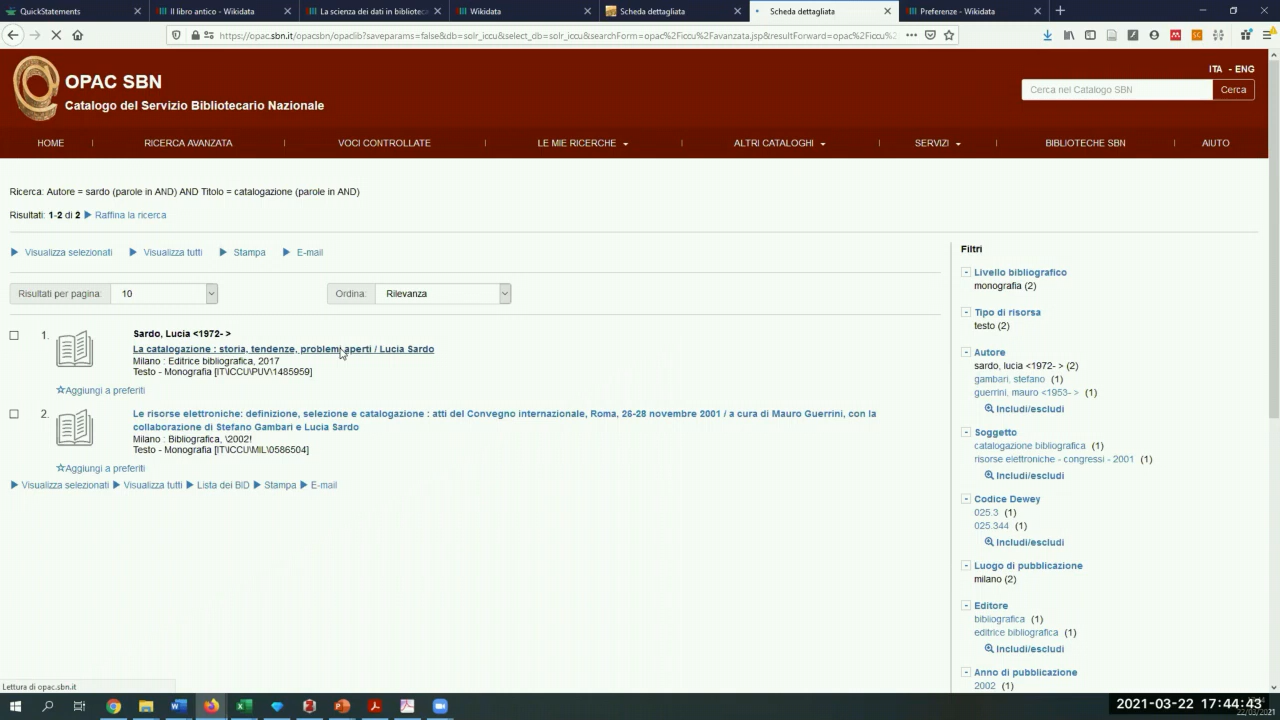 QuickStatements
Il libro antico - Wikidata
La scienza dei dati in bibliotec
Wikidata
Scheda dettagliata
Scheda dettagliata
Preferenze - Wikidata
https://opac.sbn.it/opacsbn/opaclib?saveparams=false&db=solr_iccu&select_db=solr_iccu&searchForm=opac%2Ficcu%2Favanzata.jsp&resultForward=opac%2Ficcu%2
ITA - ENG
OPAC SBN
Catalogo del Servizio Bibliotecario Nazionale
Cerca nel Catalogo SBN
Cerca
HOME
RICERCA AVANZATA
VOCI CONTROLLATE
LE MIE RICERCHE
ALTRI CATALOGHI
SERVIZI
BIBLIOTECHE SBN
AIUTO
Ricerca: Autore = sardo (parole in AND) AND Titolo = catalogazione (parole in AND)
Risultati: 1-2 di 2 Raffina la ricerca
Visualizza selezionati Visualizza tutti Stampa E-mail
Risultati per pagina: 10
Ordina: Rilevanza
1.
Sardo, Lucia <1972- >
La catalogazione : storia, tendenze, problemi aperti / Lucia Sardo
Milano : Editrice bibliografica, 2017
Testo - Monografia [IT\ICCU\PUV\1485959]
Aggiungi a preferiti
2.
Le risorse elettroniche: definizione, selezione e catalogazione : atti del Convegno internazionale, Roma, 26-28 novembre 2001 / a cura di Mauro Guerrini, con la
collaborazione di Stefano Gambari e Lucia Sardo
Milano : Bibliografica, \2002!
Testo - Monografia [IT\ICCU\MIL\0586504]
Aggiungi a preferiti
Visualizza selezionati Visualizza tutti Lista dei BID Stampa E-mail
Filtri
Livello bibliografico
monografia (2)
Tipo di risorsa
testo (2)
Autore
sardo, lucia <1972- > (2)
gambari, stefano (1)
guerrini, mauro <1953- > (1)
Includi/escludi
Soggetto
catalogazione bibliografica (1)
risorse elettroniche - congressi - 2001 (1)
Includi/escludi
Codice Dewey
025.3 (1)
025.344 (1)
Includi/escludi
Luogo di pubblicazione
milano (2)
Editore
bibliografica (1)
editrice bibliografica (1)
Includi/escludi
Anno di pubblicazione
2002 (1)
Lettura di opac.sbn.it
2021-03-22 17:44:43
22/03/2021